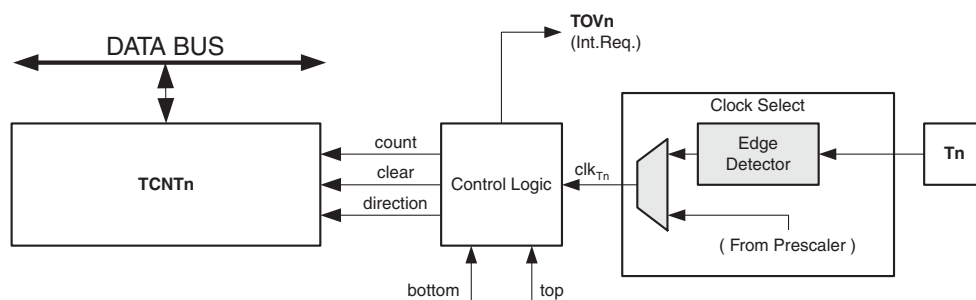 TOVn
(Int.Req.)
DATA BUS
Clock Select
count
Edge
Detector
Tn
TCNTn
clear
Control Logic
clkTn
direction
( From Prescaler )
bottom
top